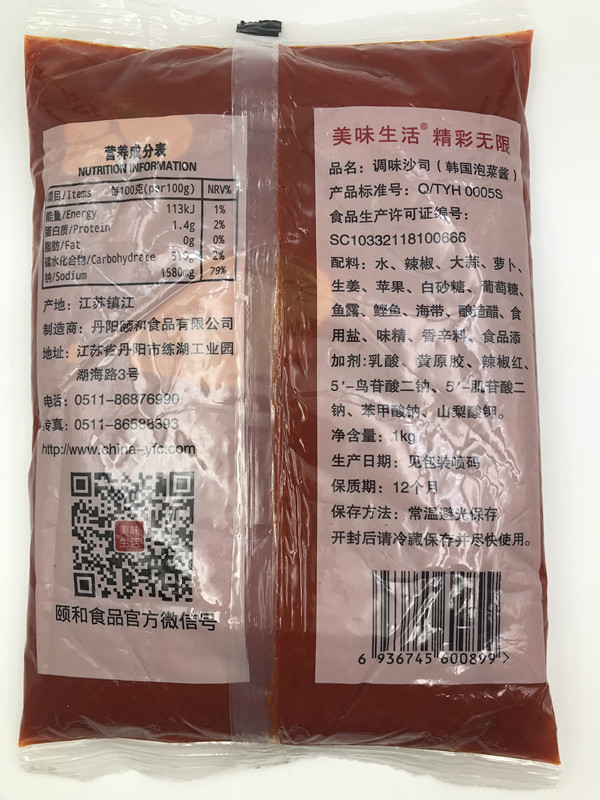 营养成分表
NUTRITION INFORMATION
项目/Items 每100克(per100g) NRV%
能量/Energy 113kJ 1%
蛋白质/Protein 1.4g 2%
脂肪/Fat 0g 0%
碳水化合物/Carbohydrate 5.9g 2%
钠/Sodium 1580mg 79%
产地：江苏镇江
制造商：丹阳颐和食品有限公司
地址：江苏省丹阳市练湖工业园
湖海路3号
电话：0511-86876990
传真：0511-86588393
http://www.china-yfc.com
美味
生活
颐和食品官方微信号
美味生活® 精彩无限
品名：调味沙司（韩国泡菜酱）
产品标准号：Q/TYH 0005S
食品生产许可证编号：
SC10332118100666
配料：水、辣椒、大蒜、萝卜、
生姜、苹果、白砂糖、葡萄糖、
鱼露、鲣鱼、海带、酿造醋、食
用盐、味精、香辛料、食品添
加剂:乳酸、黄原胶、辣椒红、
5′-鸟苷酸二钠、5′-肌苷酸二
钠、苯甲酸钠、山梨酸钾。
净含量：1kg
生产日期：见包装喷码
保质期：12个月
保存方法：常温避光保存
开封后请冷藏保存并尽快使用。
6 936745 600899 >